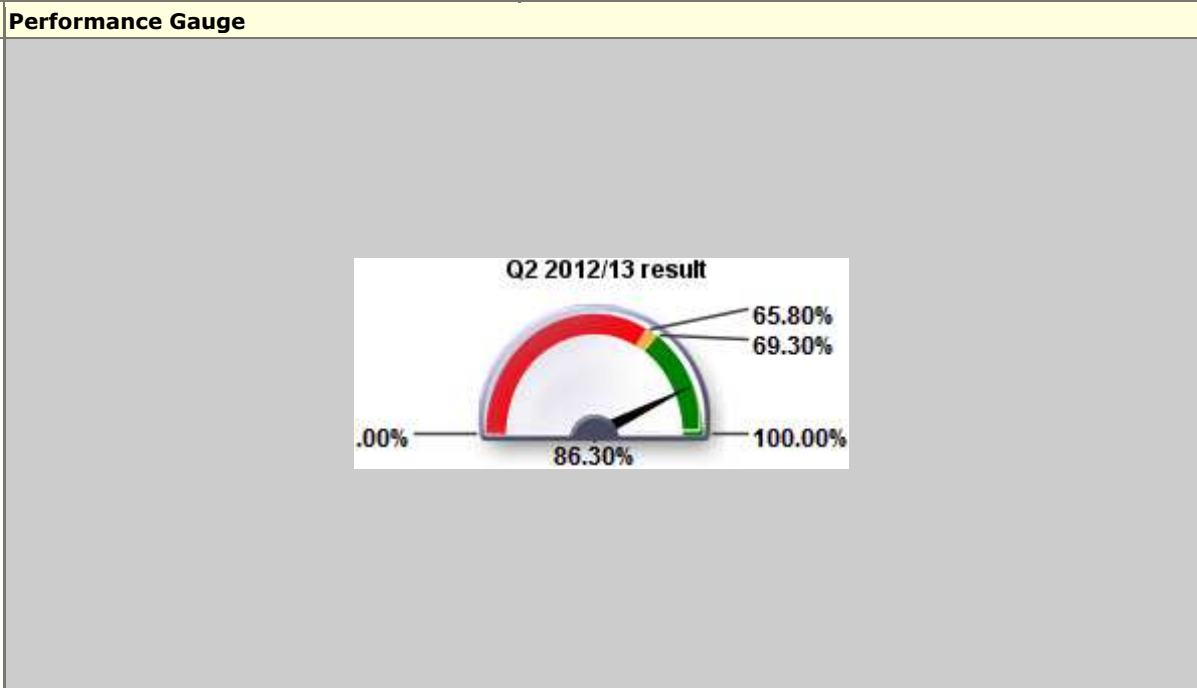 Performance Gauge
Q2 2012/13 result
65.80%
69.30%
.00%
100.00%
86.30%